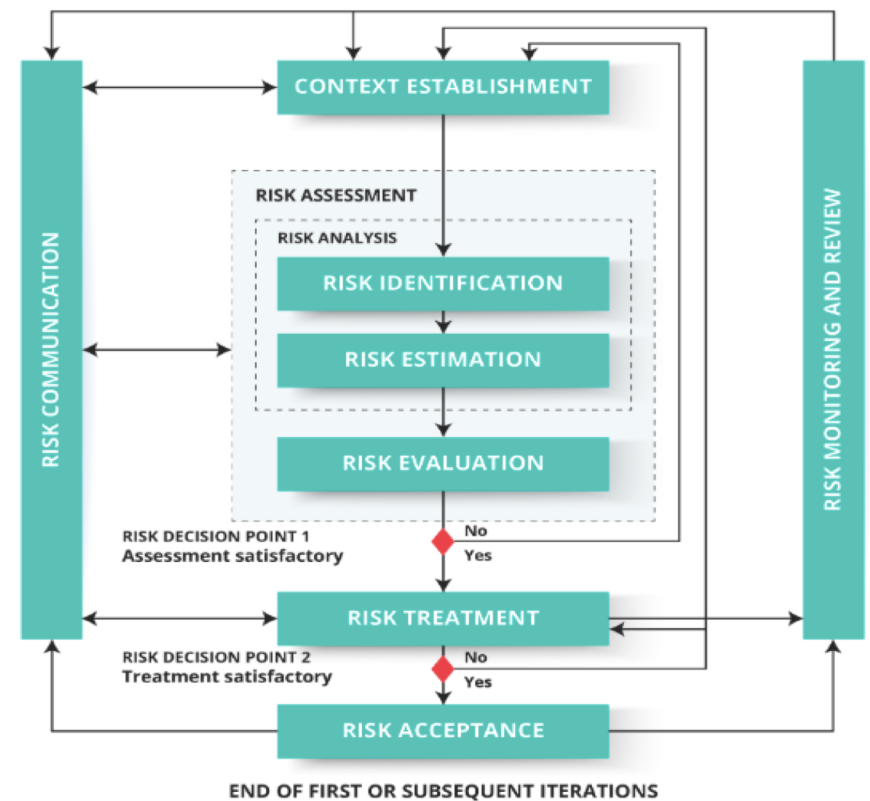 CONTEXT ESTABLISHMENT
RISK ASSESSMENT
RISK ANALYSIS
RISK IDENTIFICATION
RISK ESTIMATION
RISK EVALUATION
RISK COMMUNICATION
RISK MONITORING AND REVIEW
RISK DECISION POINT 1
Assessment satisfactory
No
Yes
RISK TREATMENT
RISK DECISION POINT 2
Treatment satisfactory
No
Yes
RISK ACCEPTANCE
END OF FIRST OR SUBSEQUENT ITERATIONS